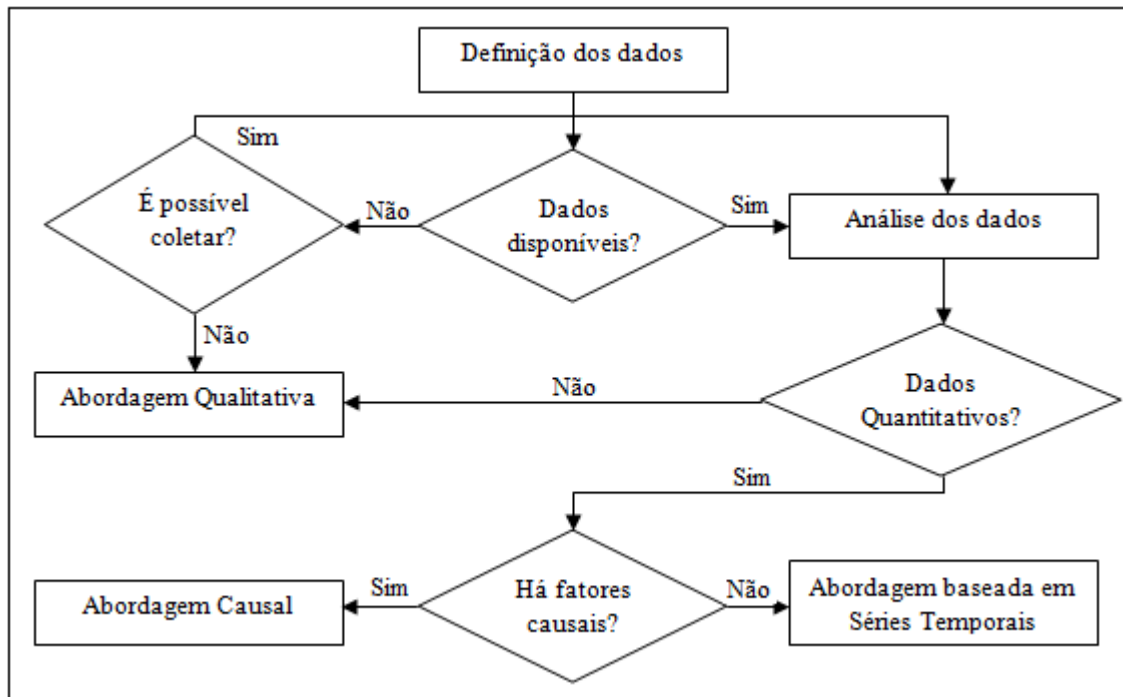 Definição dos dados
Sim
É possível
coletar?
Não
Dados
disponíveis?
Sim
Análise dos dados
Não
Abordagem Qualitativa
Não
Dados
Quantitativos?
Sim
Abordagem Causal
Sim
Há fatores
causais?
Não
Abordagem baseada em
Séries Temporais